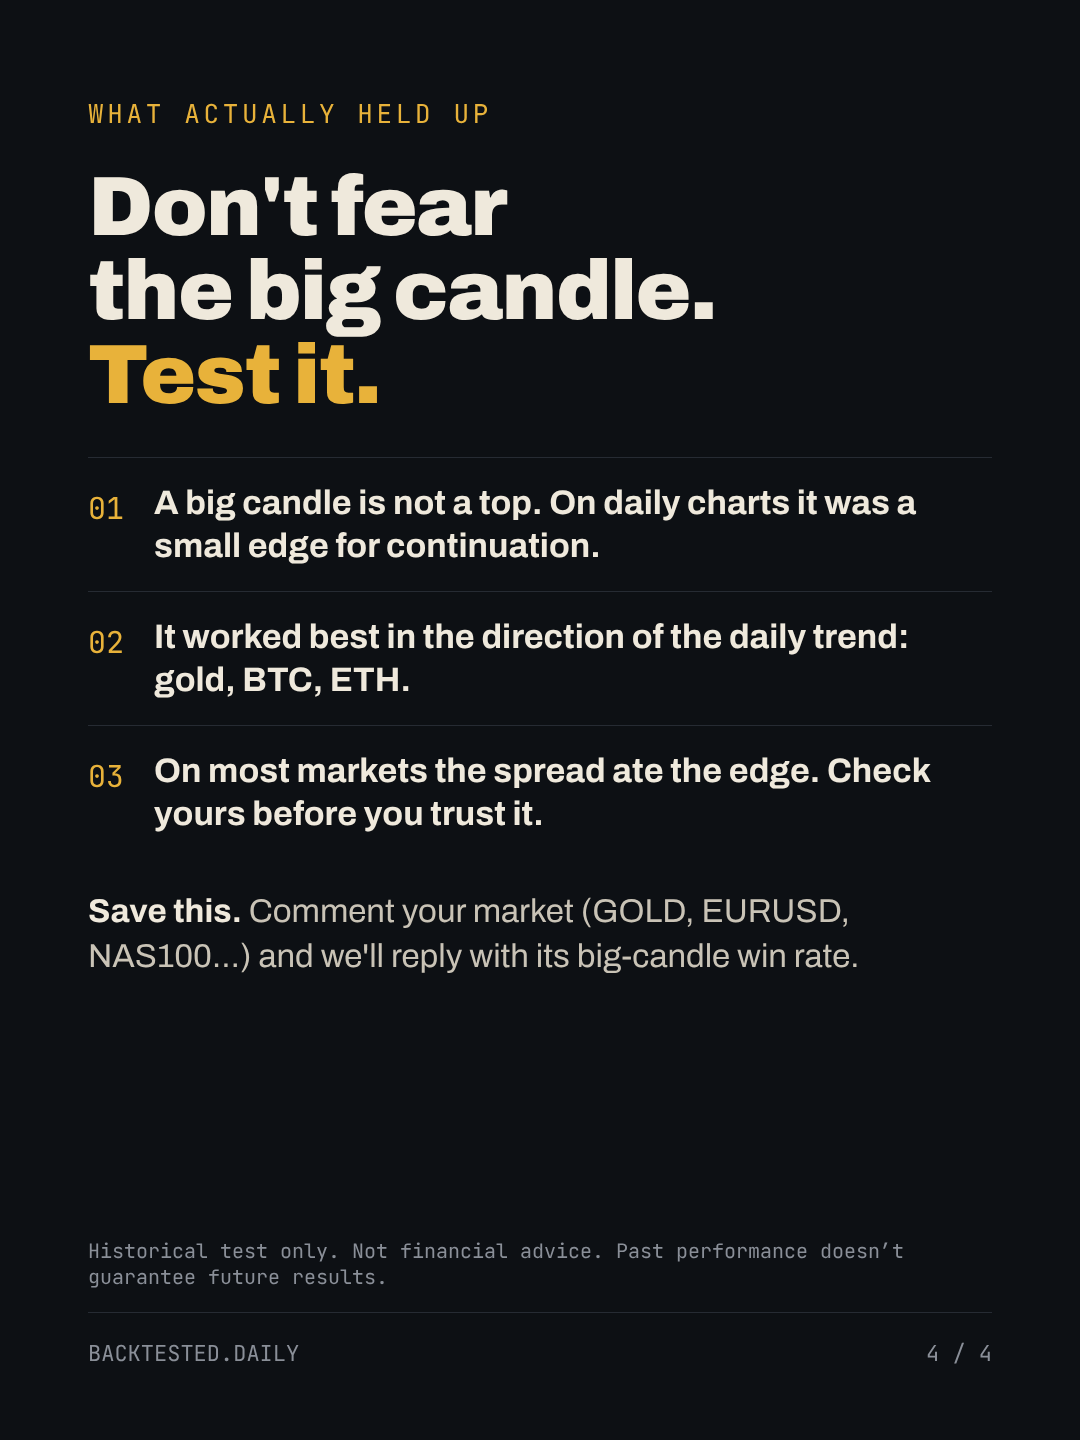 WHAT ACTUALLY HELD UP
Don't fear
the big candle.
Test it.
01 A big candle is not a top. On daily charts it was a
small edge for continuation.
02 It worked best in the direction of the daily trend:
gold, BTC, ETH.
03 On most markets the spread ate the edge. Check
yours before you trust it.
Save this. Comment your market (GOLD, EURUSD,
NAS100...) and we'll reply with its big-candle win rate.
Historical test only. Not financial advice. Past performance doesn’t
guarantee future results.
BACKTESTED.DAILY 4 / 4